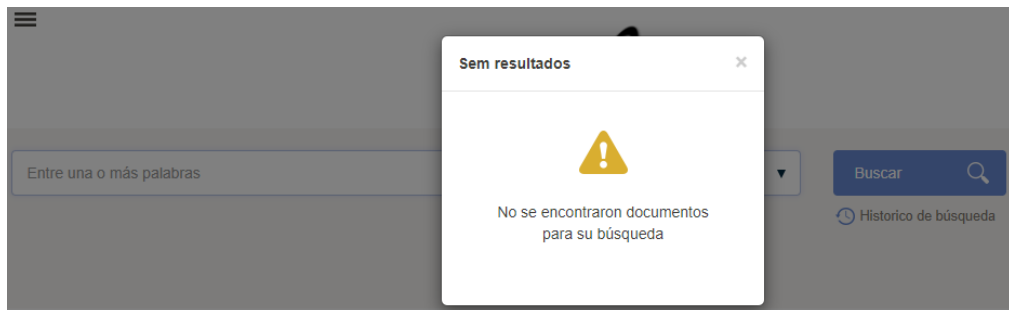 Sem resultados ×
Entre una o más palabras
▼
Buscar
No se encontraron documentos
para su búsqueda
Historico de búsqueda